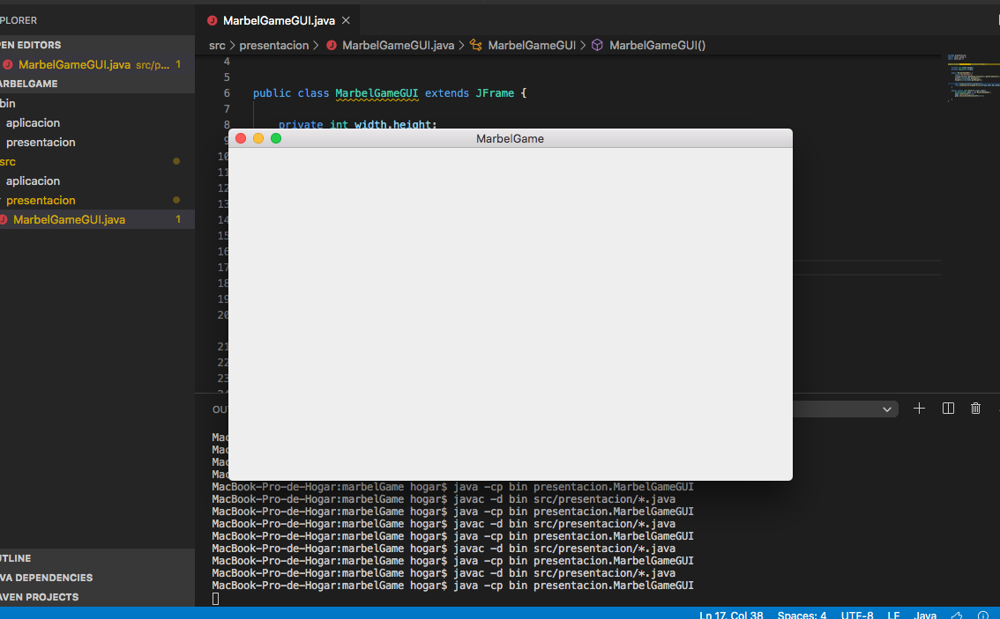 PLORER
MarbelGameGUI.java
PEN EDITORS
MarbelGameGUI.java src/p... 1
ARBELGAME
bin
aplicacion
presentacion
src
aplicacion
presentacion
MarbelGameGUI.java 1
UTLINE
VA DEPENDENCIES
AVEN PROJECTS
src > presentacion > MarbelGameGUI.java > MarbelGameGUI > MarbelGameGUI()
4
5
6 public class MarbelGameGUI extends JFrame {
7
8 private int width,height;
9
10
11
12
13
14
15
16
17
18
19
20
21
22
23
MarbelGame
OU
Mac
Mac
Mac
Mac
MacBook-Pro-de-Hogar:marbelGame hogar$ java -cp bin presentacion.MarbelGameGUI
MacBook-Pro-de-Hogar:marbelGame hogar$ javac -d bin src/presentacion/*.java
MacBook-Pro-de-Hogar:marbelGame hogar$ java -cp bin presentacion.MarbelGameGUI
MacBook-Pro-de-Hogar:marbelGame hogar$ javac -d bin src/presentacion/*.java
MacBook-Pro-de-Hogar:marbelGame hogar$ java -cp bin presentacion.MarbelGameGUI
MacBook-Pro-de-Hogar:marbelGame hogar$ javac -d bin src/presentacion/*.java
MacBook-Pro-de-Hogar:marbelGame hogar$ java -cp bin presentacion.MarbelGameGUI
MacBook-Pro-de-Hogar:marbelGame hogar$ javac -d bin src/presentacion/*.java
MacBook-Pro-de-Hogar:marbelGame hogar$ java -cp bin presentacion.MarbelGameGUI
Ln 17, Col 38 Spaces: 4 UTF-8 LF Java